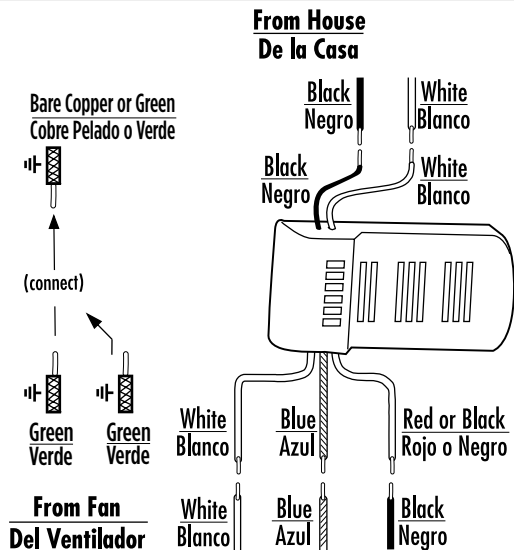 From House
De la Casa
Black
Negro
White
Blanco
Bare Copper or Green
Cobre Pelado o Verde
Black
Negro
White
Blanco
(connect)
Green
Verde
Green
Verde
White
Blanco
Blue
Azul
Red or Black
Rojo o Negro
From Fan
Del Ventilador
White
Blanco
Blue
Azul
Black
Negro